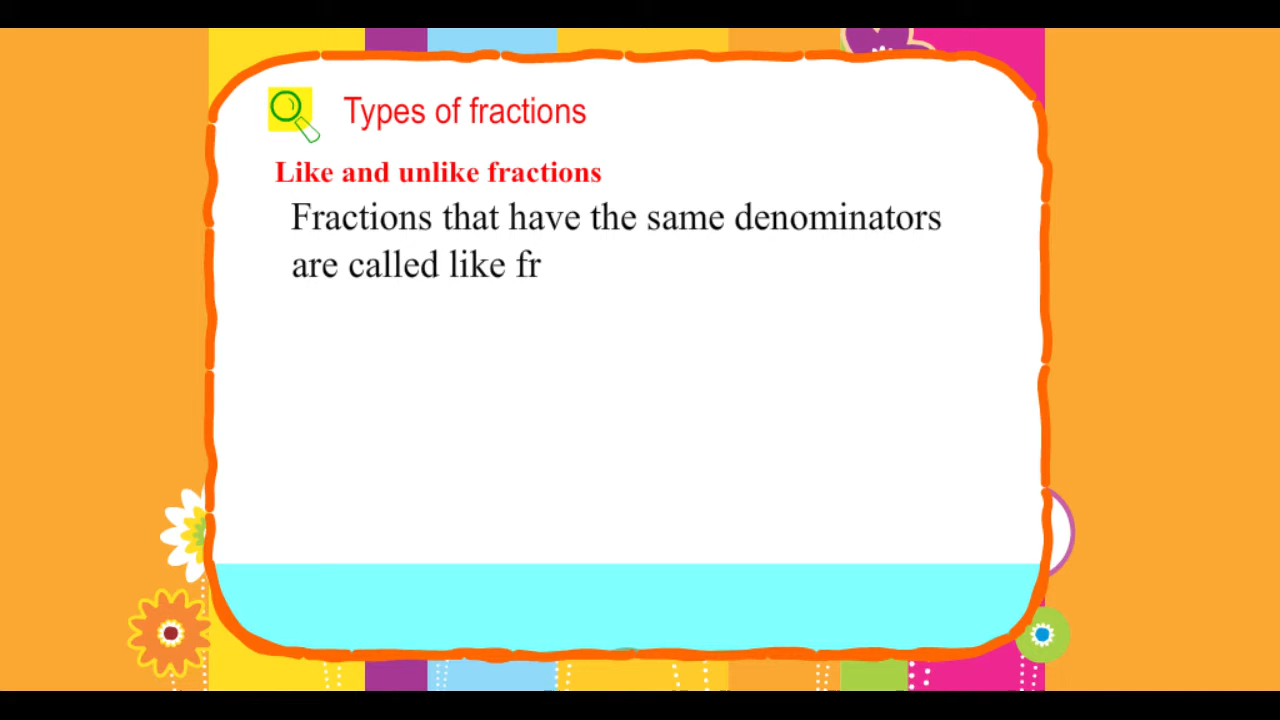 Types of fractions
Like and unlike fractions
Fractions that have the same denominators
are called like fr